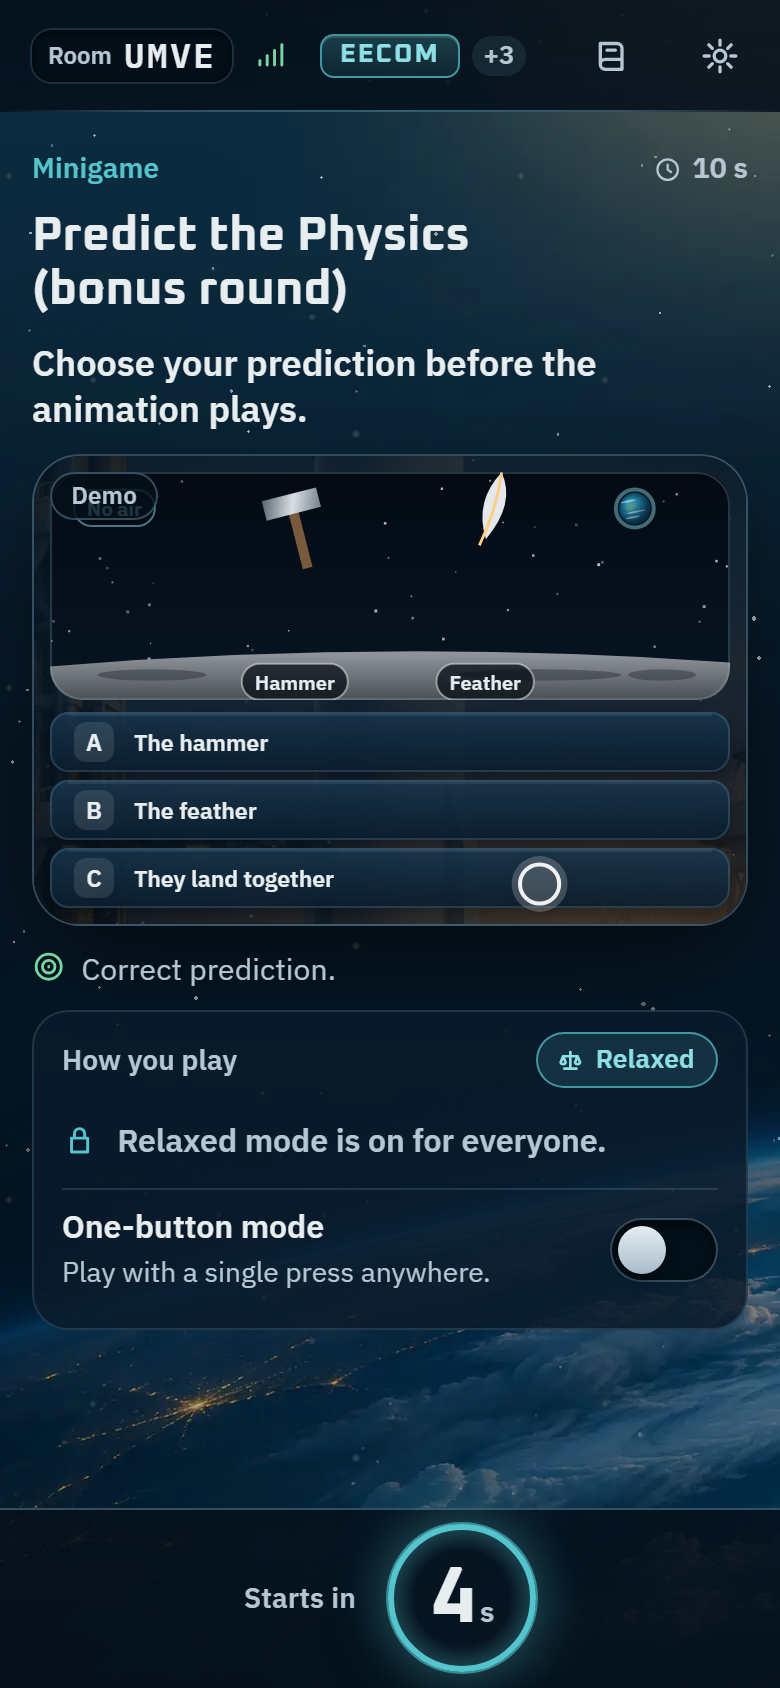 Room UMVE EECOM +3
Minigame 10 s
Predict the Physics
(bonus round)
Choose your prediction before the
animation plays.
Demo
No air
Hammer Feather
A The hammer
B The feather
C They land together
Correct prediction.
How you play Relaxed
Relaxed mode is on for everyone.
One-button mode
Play with a single press anywhere.
Starts in 4 s